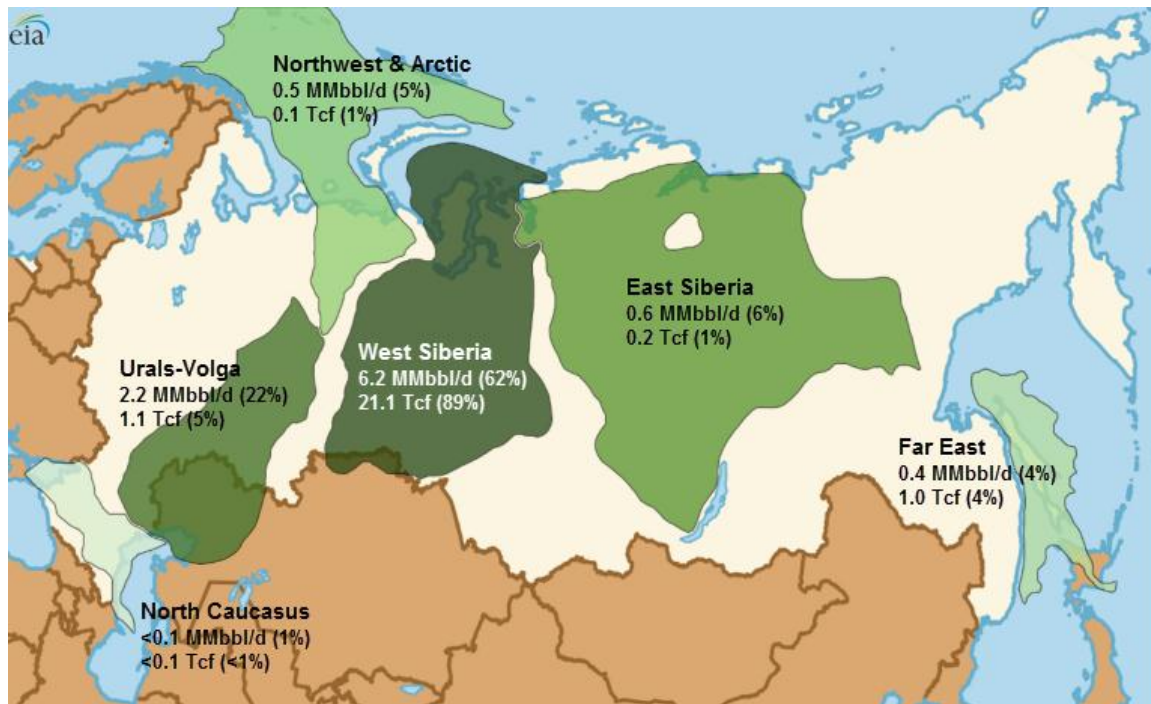 eia
Northwest & Arctic
0.5 MMbbl/d (5%)
0.1 Tcf (1%)
East Siberia
0.6 MMbbl/d (6%)
0.2 Tcf (1%)
West Siberia
6.2 MMbbl/d (62%)
21.1 Tcf (89%)
Urals-Volga
2.2 MMbbl/d (22%)
1.1 Tcf (5%)
Far East
0.4 MMbbl/d (4%)
1.0 Tcf (4%)
North Caucasus
<0.1 MMbbl/d (1%)
<0.1 Tcf (<1%)